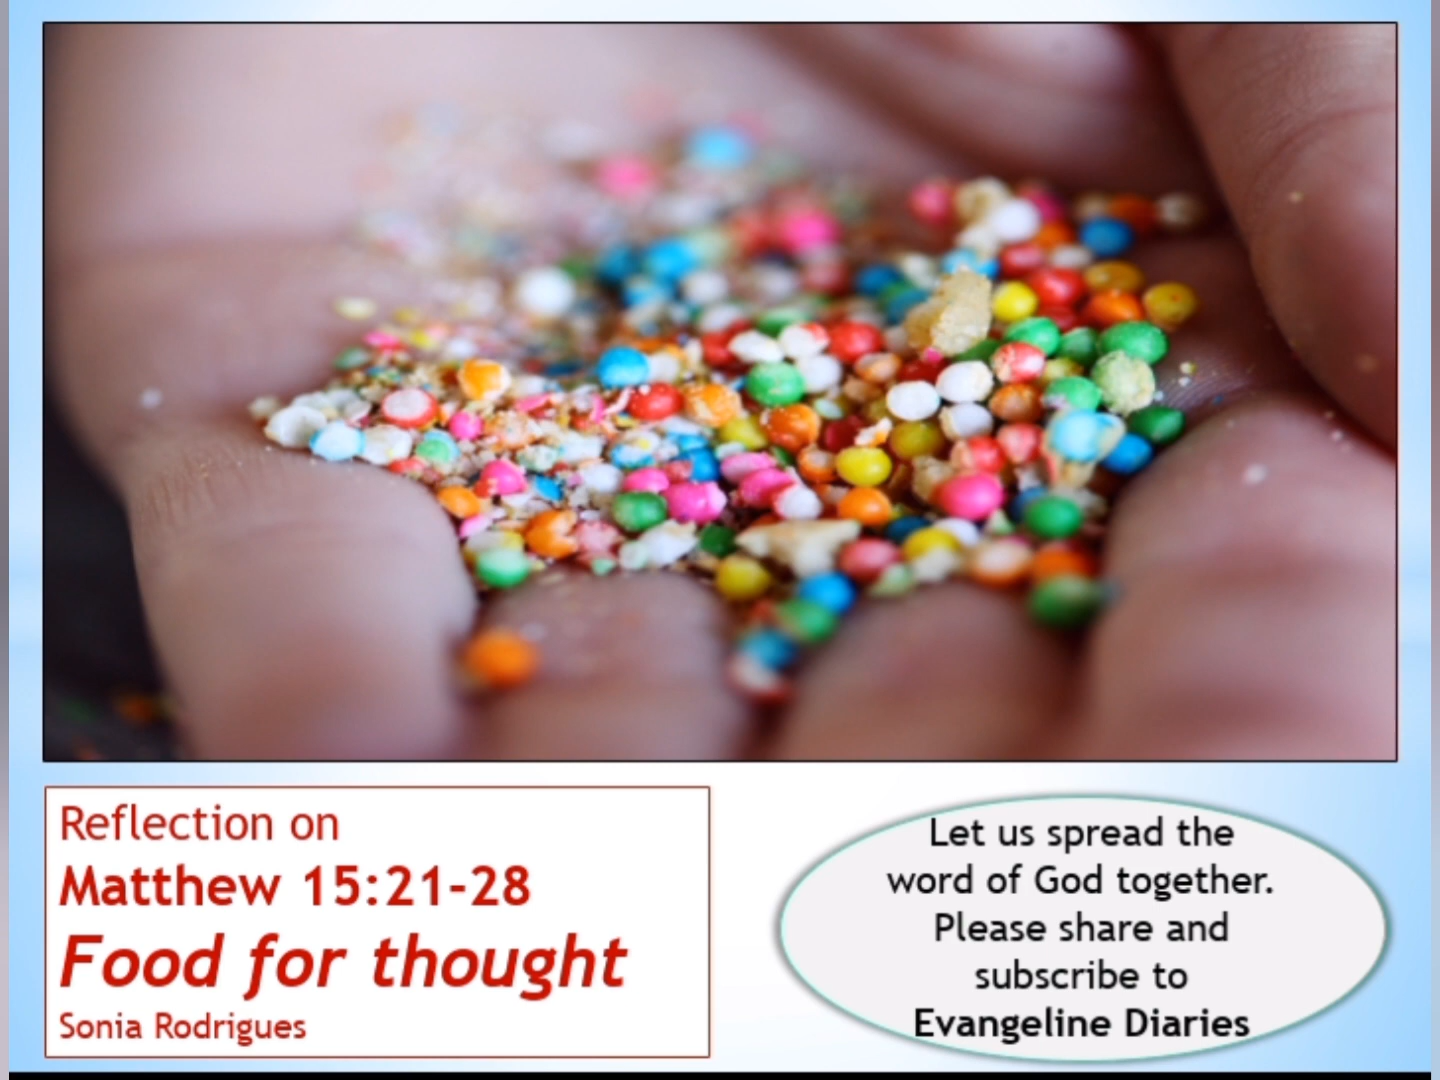 Reflection on
Matthew 15:21-28
Food for thought
Sonia Rodrigues
Let us spread the
word of God together.
Please share and
subscribe to
Evangeline Diaries